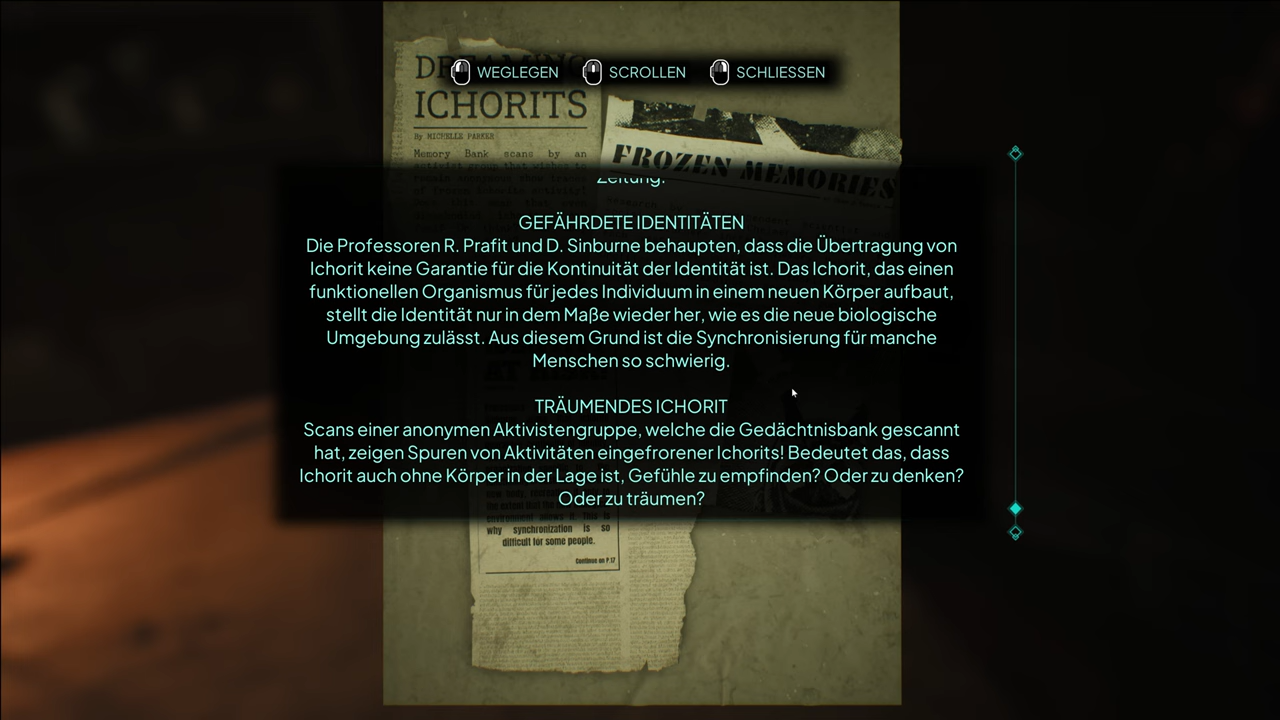 WEGLEGEN
SCROLLEN
SCHLIESSEN
ICHORITS
By MICHELLE PARKER
Memory Bank scans by an
FROZEN MEMORIES
Zeitung.
GEFÄHRDETE IDENTITÄTEN
Die Professoren R. Prafit und D. Sinburne behaupten, dass die Übertragung von
Ichorit keine Garantie für die Kontinuität der Identität ist. Das Ichorit, das einen
funktionellen Organismus für jedes Individuum in einem neuen Körper aufbaut,
stellt die Identität nur in dem Maße wieder her, wie es die neue biologische
Umgebung zulässt. Aus diesem Grund ist die Synchronisierung für manche
Menschen so schwierig.
TRÄUMENDES ICHORIT
Scans einer anonymen Aktivistengruppe, welche die Gedächtnisbank gescannt
hat, zeigen Spuren von Aktivitäten eingefrorener Ichorits! Bedeutet das, dass
Ichorit auch ohne Körper in der Lage ist, Gefühle zu empfinden? Oder zu denken?
Oder zu träumen?
why synchronization is so
difficult for some people.
Continue on P.17